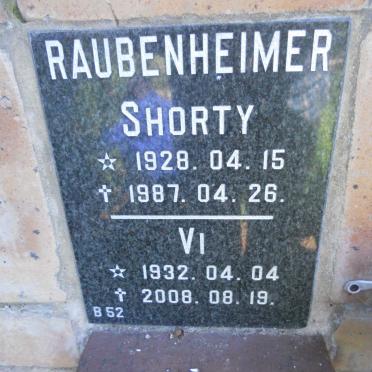 RAUBENHEIMER
SHORTY
☆ 1928. 04. 15
✝ 1987. 04. 26.
VI
☆ 1932. 04. 04
✝ 2008. 08. 19.
B 52